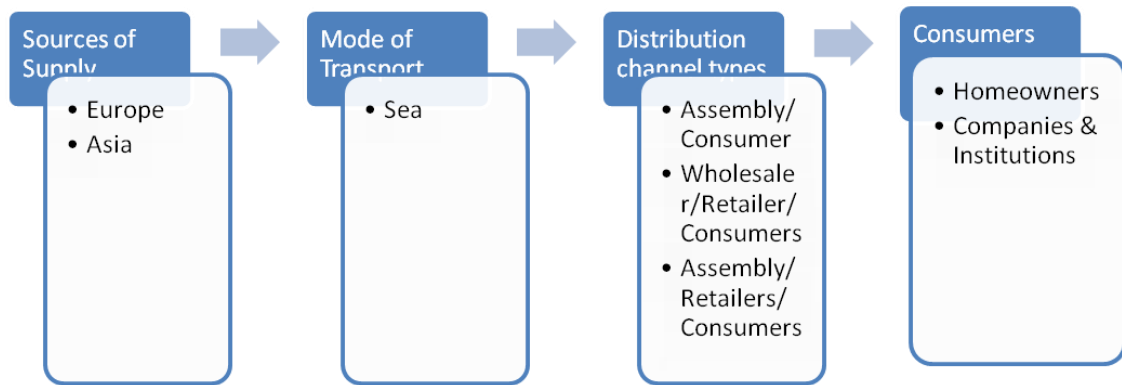 Sources of
Supply
• Europe
• Asia
Mode of
Transport
• Sea
Distribution
channel types
• Assembly/
Consumer
• Wholesale
r/Retailer/
Consumers
• Assembly/
Retailers/
Consumers
Consumers
• Homeowners
• Companies &
Institutions